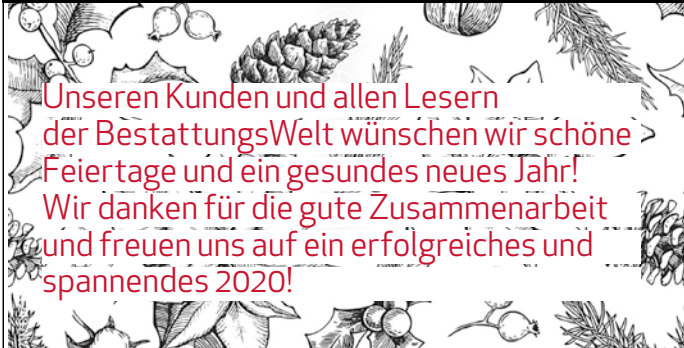 Unseren Kunden und allen Lesern
der BestattungsWelt wünschen wir schöne
Feiertage und ein gesundes neues Jahr!
Wir danken für die gute Zusammenarbeit
und freuen uns auf ein erfolgreiches und
spannendes 2020!